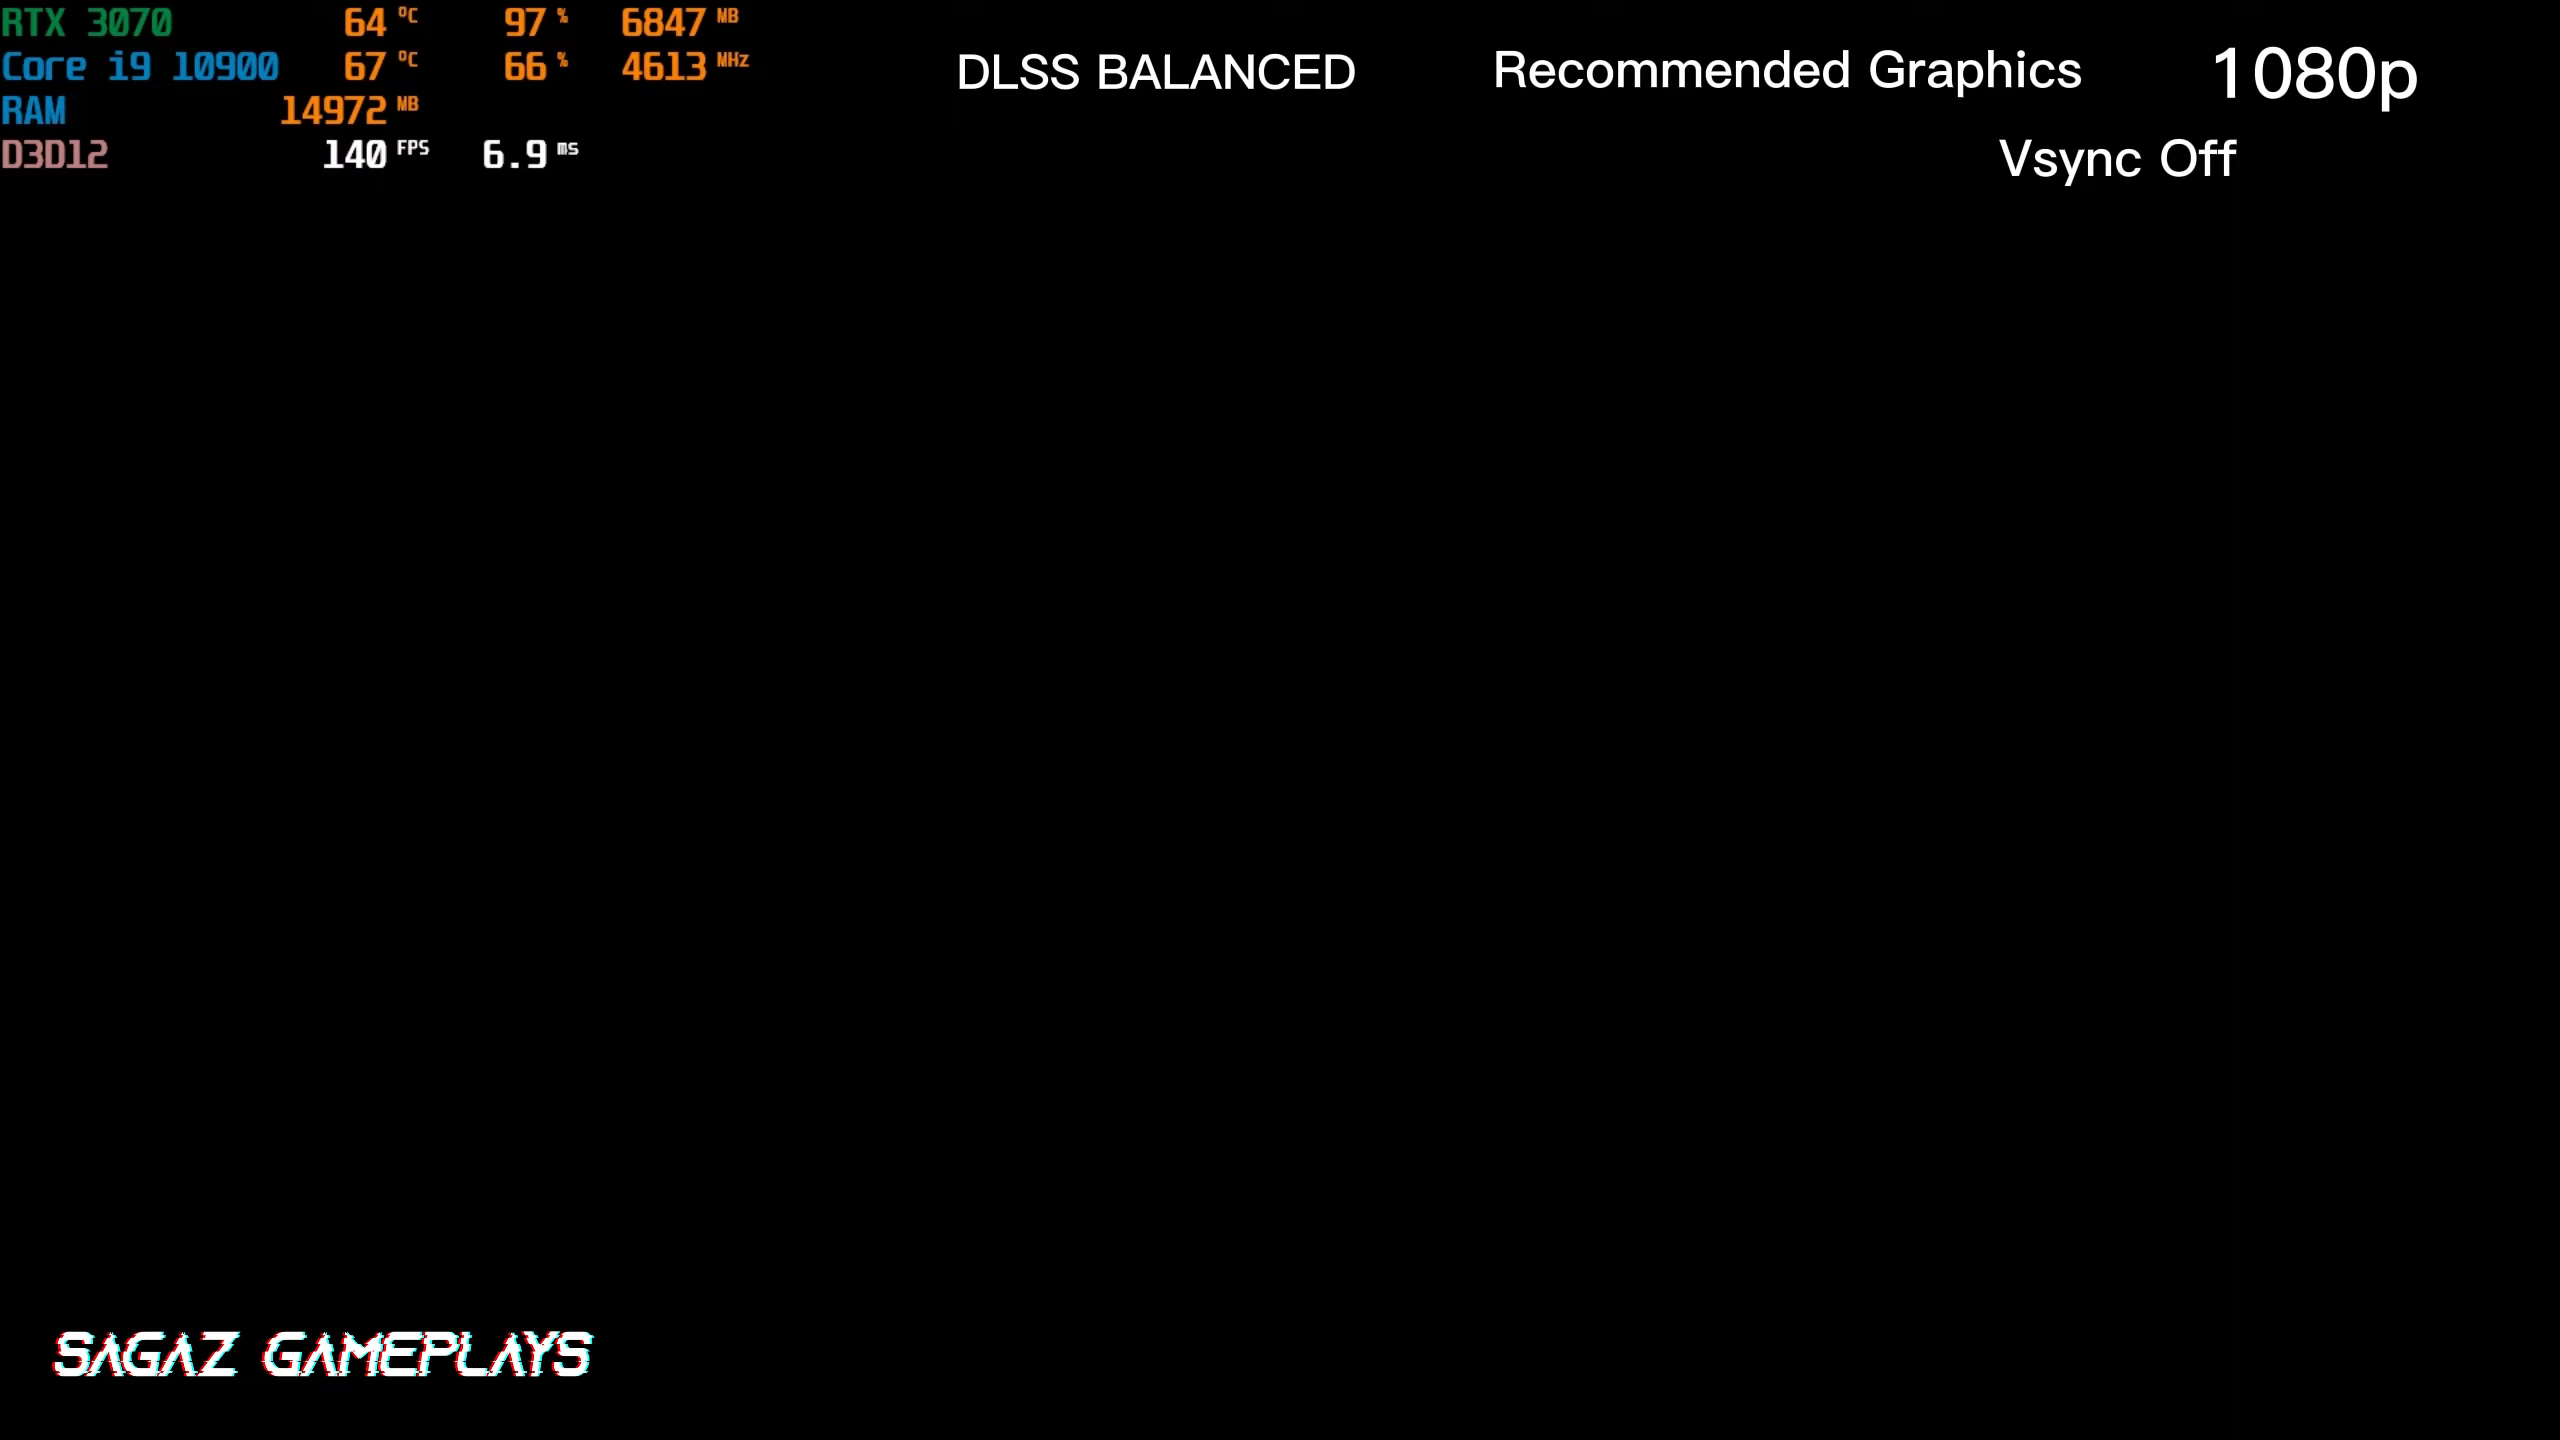 RTX 3070 64 °C 97 % 6847 MB
Core i9 10900 67 °C 66 % 4613 MHz
RAM 14972 MB
D3D12 140 FPS 6.9 ms
DLSS BALANCED
Recommended Graphics
1080p
Vsync Off
SAGAZ GAMEPLAYS